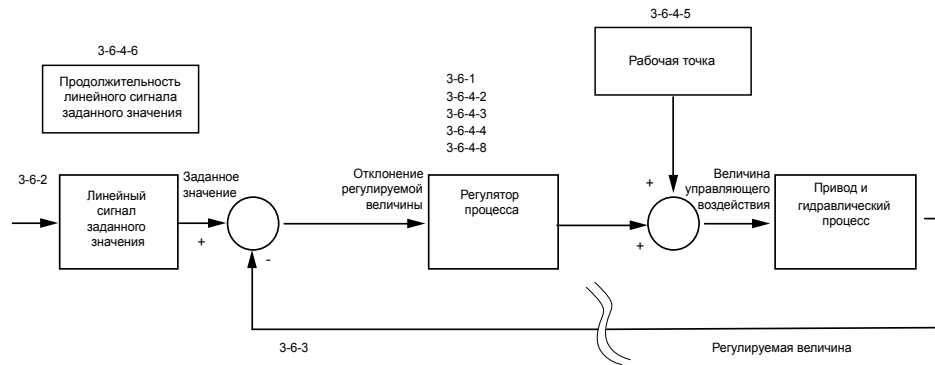 3-6-4-5
Рабочая точка
3-6-4-6
Продолжительность
линейного сигнала
заданного значения
3-6-1
3-6-4-2
3-6-4-3
3-6-4-4
3-6-4-8
3-6-2
Линейный
сигнал
заданного
значения
Заданное
значение
+
-
Отклонение
регулируемой
величины
Регулятор
процесса
+
+
Величина
управляющего
воздействия
Привод и
гидравлический
процесс
3-6-3
Регулируемая величина